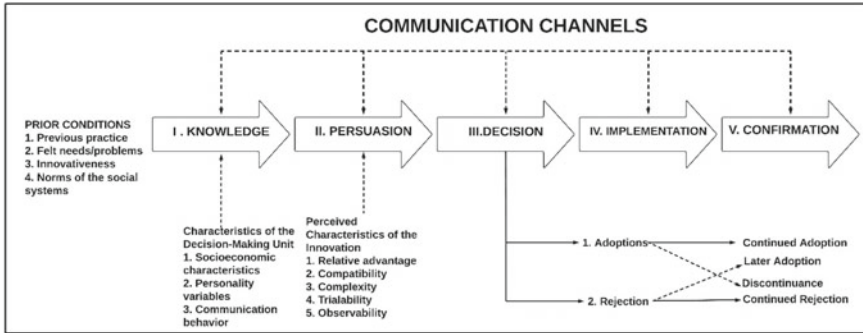 COMMUNICATION CHANNELS
PRIOR CONDITIONS
1. Previous practice
2. Felt needs/problems
3. Innovativeness
4. Norms of the social
systems
I . KNOWLEDGE
II. PERSUASION
III.DECISION
IV. IMPLEMENTATION
V. CONFIRMATION
Characteristics of the
Decision-Making Unit
1. Socioeconomic
characteristics
2. Personality
variables
3. Communication
behavior
Perceived
Characteristics of the
Innovation
1. Relative advantage
2. Compatibility
3. Complexity
4. Trialability
5. Observability
1. Adoptions
2. Rejection
Continued Adoption
Later Adoption
Discontinuance
Continued Rejection